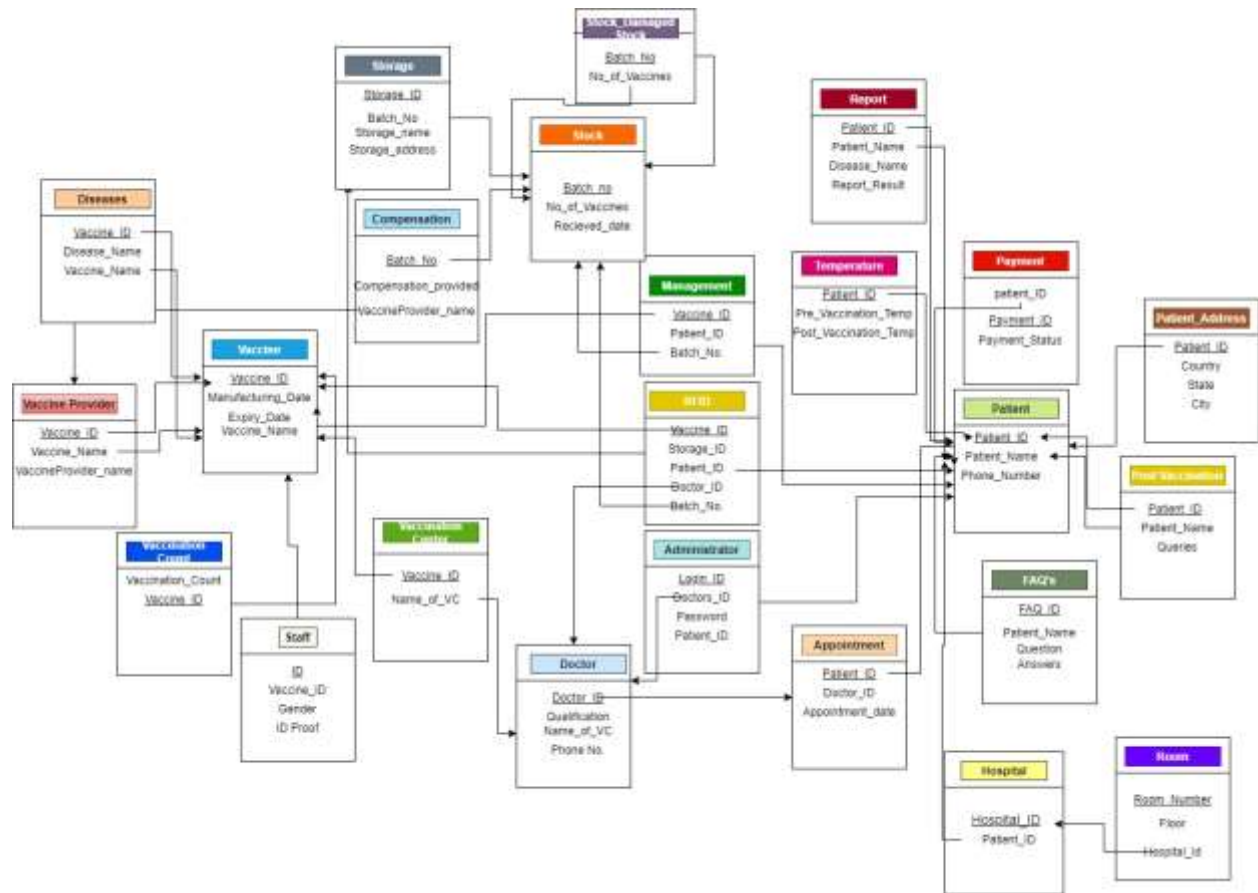 Stock_Damaged
Stock
Batch_No
No_of_Vaccines
Storage
Storage_ID
Batch_No
Storage_name
Storage_address
Report
Patient_ID
Patient_Name
Disease_Name
Report_Result
Stock
Batch_no
No_of_Vaccines
Recieved_date
Diseases
Vaccine_ID
Disease_Name
Vaccine_Name
Compensation
Batch_No
Compensation_provided
VaccineProvider_name
Management
Vaccine_ID
Patient_ID
Batch_No.
Temperature
Patient_ID
Pre_Vaccination_Temp
Post_Vaccination_Temp
Payment
patient_ID
Payment_ID
Payment_Status
Patient_Address
Patient_ID
Country
State
City
Vaccine
Vaccine_ID
Manufacturing_Date
Expiry_Date
Vaccine_Name
Vaccine Provider
Vaccine_ID
Vaccine_Name
VaccineProvider_name
RFID
Vaccine_ID
Storage_ID
Patient_ID
Doctor_ID
Batch_No.
Patient
Patient_ID
Patient_Name
Phone_Number
Post Vaccination
Patient_ID
Patient_Name
Queries
Vaccination
Count
Vaccination_Count
Vaccine_ID
Vaccination
Center
Vaccine_ID
Name_of_VC
Administrator
Login_ID
Doctors_ID
Password
Patient_ID
FAQ's
FAQ_ID
Patient_Name
Question
Answers
Staff
ID
Vaccine_ID
Gender
ID Proof
Doctor
Doctor_ID
Qualification
Name_of_VC
Phone No.
Appointment
Patient_ID
Doctor_ID
Appointment_date
Hospital
Hospital_ID
Patient_ID
Room
Room_Number
Floor
Hospital_Id